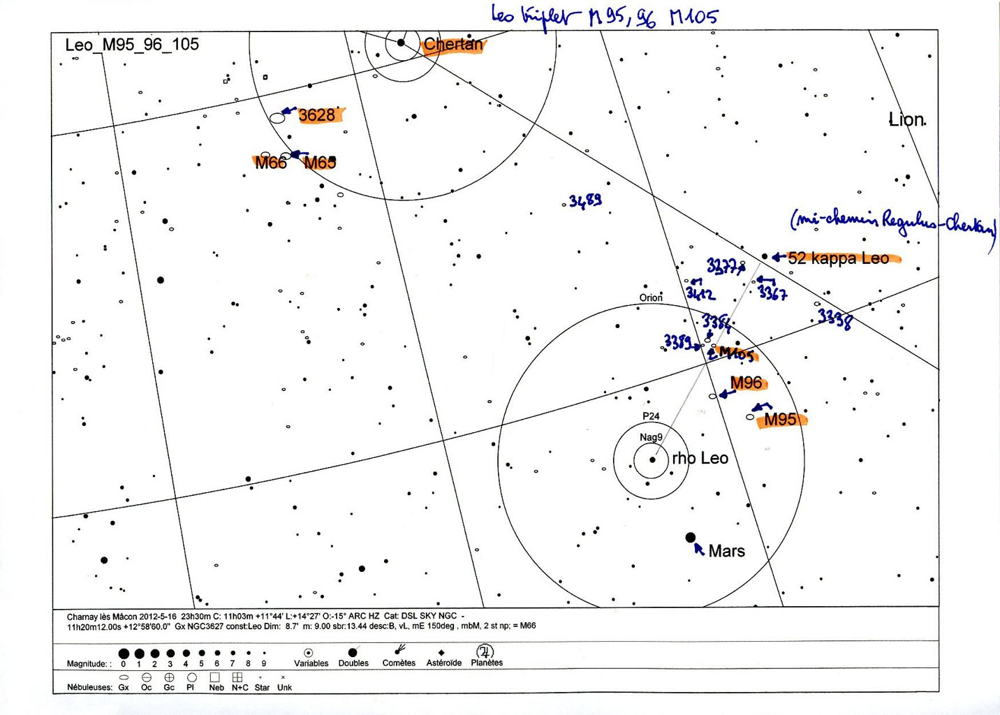 Leo triplet M95, 96 M105
Leo_M95_96_105
Chertan
3628
Lion
M66 M65
3489
(mi-chemin Regulus-Chertan)
52 kappa Leo
3377
3412
3367
Orion
3338
3384
3389
M105
M96
P24
M95
Nag9
rho Leo
Mars
Charnay lès Mâcon 2012-5-16 23h30m C: 11h03m +11°44' L:+14°27' O:-15° ARC HZ Cat: DSL SKY NGC -
11h20m12.00s +12°58'60.0" Gx NGC3627 const:Leo Dim: 8.7' m: 9.00 sbr:13.44 desc:B, vL, mE 150deg , mbM, 2 st np; = M66
Magnitude: : 0 1 2 3 4 5 6 7 8 9 Variables Doubles Comètes Astéroïde Planètes
Nébuleuses: Gx Oc Gc Pl Neb N+C Star Unk